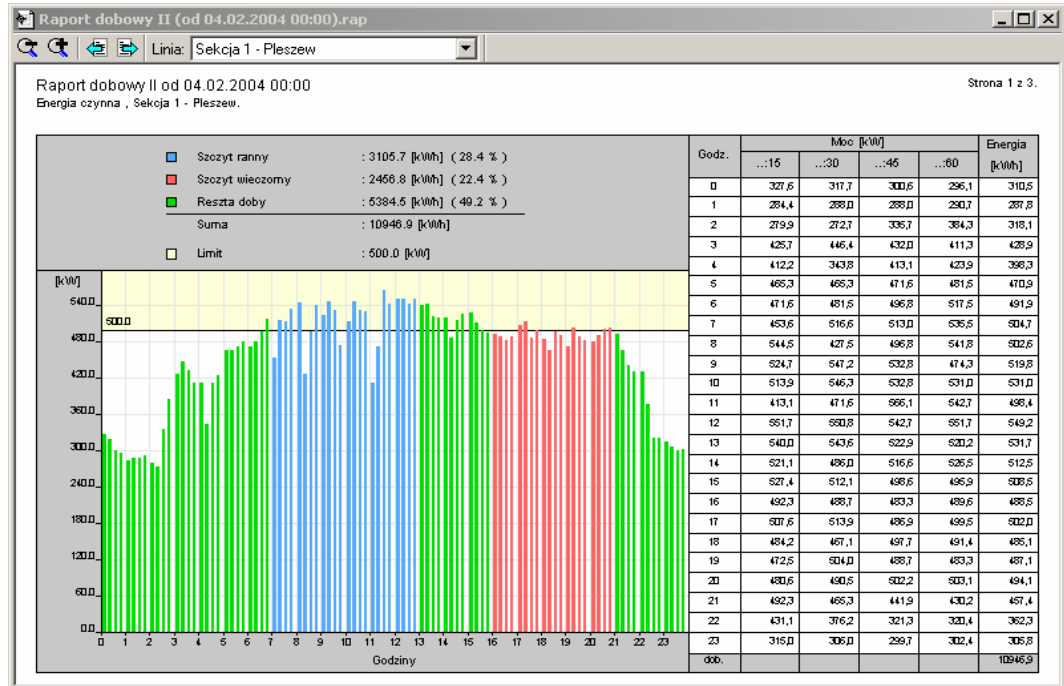 Raport dobowy II (od 04.02.2004 00:00).rap
Linia: Sekcja 1 - Pleszew
Raport dobowy II od 04.02.2004 00:00
Strona 1 z 3.
Energia czynna , Sekcja 1 - Pleszew.
Szczyt ranny : 3105.7 [kWh] ( 28.4 % )
Szczyt wieczorny : 2456.8 [kWh] ( 22.4 % )
Reszta doby : 5384.5 [kWh] ( 49.2 % )
Suma : 10946.9 [kWh]
Limit : 500.0 [kW]
[kW]
540.0
500.0
480.0
420.0
360.0
300.0
240.0
180.0
120.0
60.0
0.0
0 1 2 3 4 5 6 7 8 9 10 11 12 13 14 15 16 17 18 19 20 21 22 23
Godziny
Godz. Moc [kW] Energia
..:15 ..:30 ..:45 ..:60 [kWh]
0 327,6 317,7 300,6 296,1 310,5
1 284,4 288,0 288,0 290,7 287,8
2 279,9 272,7 335,7 384,3 318,1
3 425,7 446,4 432,0 411,3 428,9
4 412,2 343,8 413,1 423,9 398,3
5 465,3 465,3 471,6 481,5 470,9
6 471,6 481,5 496,8 517,5 491,9
7 453,6 516,6 513,0 535,5 504,7
8 544,5 427,5 496,8 541,8 502,6
9 524,7 547,2 532,8 474,3 519,8
10 513,9 546,3 532,8 531,0 531,0
11 413,1 471,6 566,1 542,7 498,4
12 551,7 550,8 542,7 551,7 549,2
13 540,0 543,6 522,9 520,2 531,7
14 521,1 486,0 516,6 526,5 512,5
15 527,4 512,1 498,6 495,9 508,5
16 492,3 488,7 483,3 489,6 488,5
17 507,6 513,9 486,9 499,5 502,0
18 484,2 467,1 497,7 491,4 485,1
19 472,5 504,0 488,7 483,3 487,1
20 480,6 490,5 502,2 503,1 494,1
21 492,3 465,3 441,9 430,2 457,4
22 431,1 376,2 321,3 320,4 362,3
23 315,0 306,0 299,7 302,4 305,8
dob. 10946,9